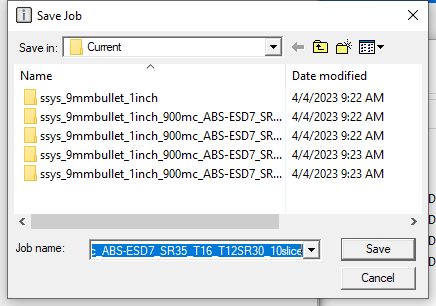 Save Job
Save in: Current
Name Date modified
ssys_9mmbullet_1inch 4/4/2023 9:22 AM
ssys_9mmbullet_1inch_900mc_ABS-ESD7_SR... 4/4/2023 9:22 AM
ssys_9mmbullet_1inch_900mc_ABS-ESD7_SR... 4/4/2023 9:22 AM
ssys_9mmbullet_1inch_900mc_ABS-ESD7_SR... 4/4/2023 9:23 AM
ssys_9mmbullet_1inch_900mc_ABS-ESD7_SR... 4/4/2023 9:23 AM
Job name: c_ABS-ESD7_SR35_T16_T12SR30_10slice Save
Cancel